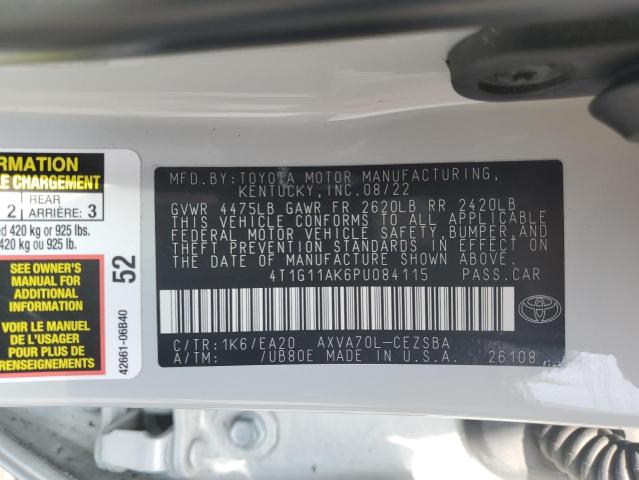 RMATION
LE CHARGEMENT
2 REAR ARRIÈRE: 3
ed 420 kg or 925 lbs.
420 kg ou 925 lb.
SEE OWNER'S
MANUAL FOR
ADDITIONAL
INFORMATION
VOIR LE MANUEL
DE L'USAGER
POUR PLUS DE
RENSEIGNEMENTS
52
42661-06B40
MFD.BY:TOYOTA MOTOR MANUFACTURING,
KENTUCKY,INC.08/22
GVWR 4475LB GAWR FR 2620LB RR 2420LB
THIS VEHICLE CONFORMS TO ALL APPLICABLE
FEDERAL MOTOR VEHICLE SAFETY,BUMPER,AND
THEFT PREVENTION STANDARDS IN EFFECT ON
THE DATE OF MANUFACTURE SHOWN ABOVE.
4T1G11AK6PU084115 PASS.CAR
C/TR:1K6/EA20 AXVA70L-CEZSBA
A/TM: /UB80E MADE IN U.S.A. 26108